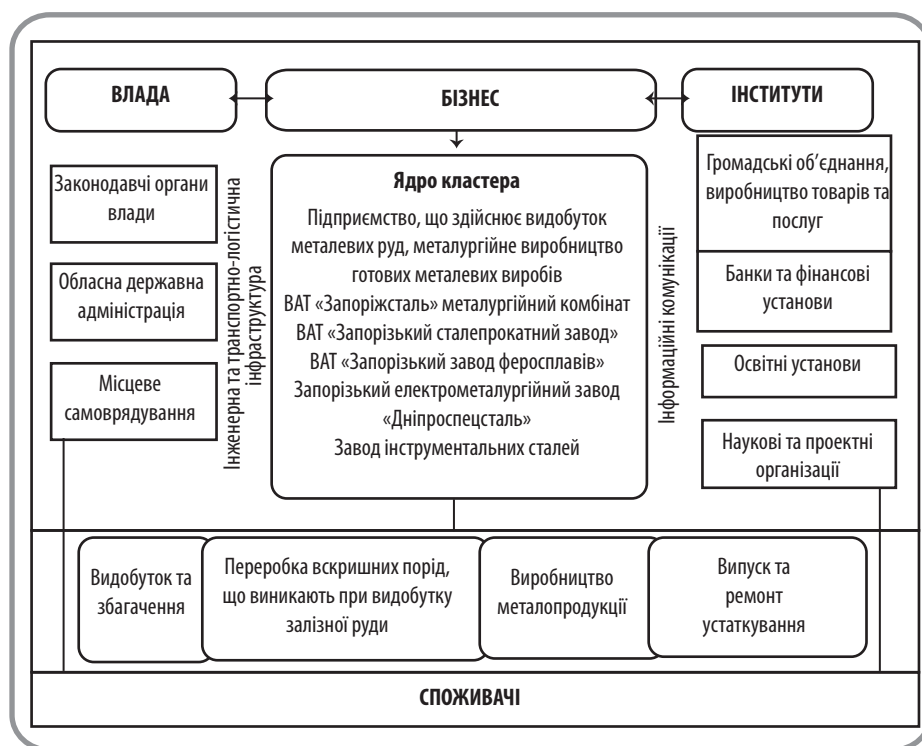 ВЛАДА
БІЗНЕС
ІНСТИТУТИ
Законодавчі органи
влади
Обласна державна
адміністрація
Місцеве
самоврядування
Інженерна та транспортно-логістична
інфраструктура
Ядро кластера
Підприємство, що здійснює видобуток
металевих руд, металургійне виробництво
готових металевих виробів
ВАТ «Запоріжсталь» металургійний комбінат
ВАТ «Запорізький сталепрокатний завод»
ВАТ «Запорізький завод феросплавів»
Запорізький електрометалургійний завод
«Дніпроспецсталь»
Завод інструментальних сталей
Інформаційні комунікації
Громадські об’єднання,
виробництво товарів та
послуг
Банки та фінансові
установи
Освітні установи
Наукові та проектні
організації
Видобуток та
збагачення
Переробка вскришних порід,
що виникають при видобутку
залізної руди
Виробництво
металопродукції
Випуск та
ремонт
устаткування
СПОЖИВАЧІ